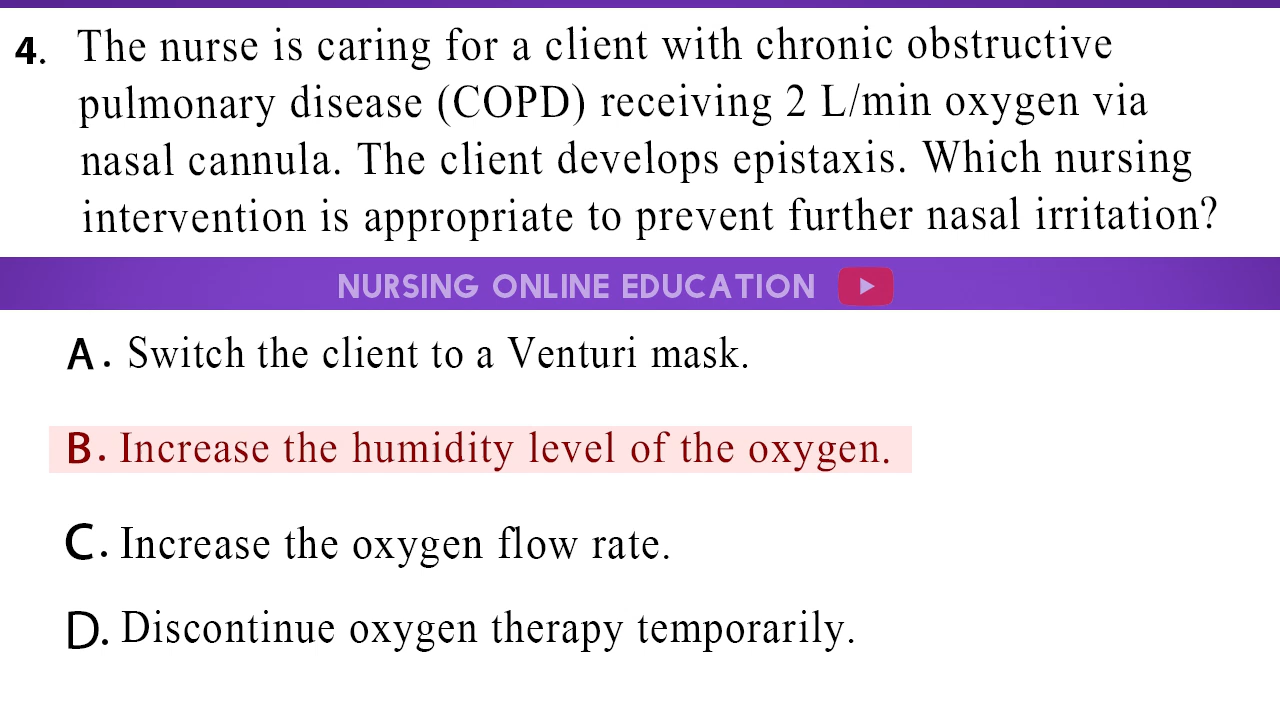 4. The nurse is caring for a client with chronic obstructive
pulmonary disease (COPD) receiving 2 L/min oxygen via
nasal cannula. The client develops epistaxis. Which nursing
intervention is appropriate to prevent further nasal irritation?
NURSING ONLINE EDUCATION
A. Switch the client to a Venturi mask.
B. Increase the humidity level of the oxygen.
C. Increase the oxygen flow rate.
D. Discontinue oxygen therapy temporarily.